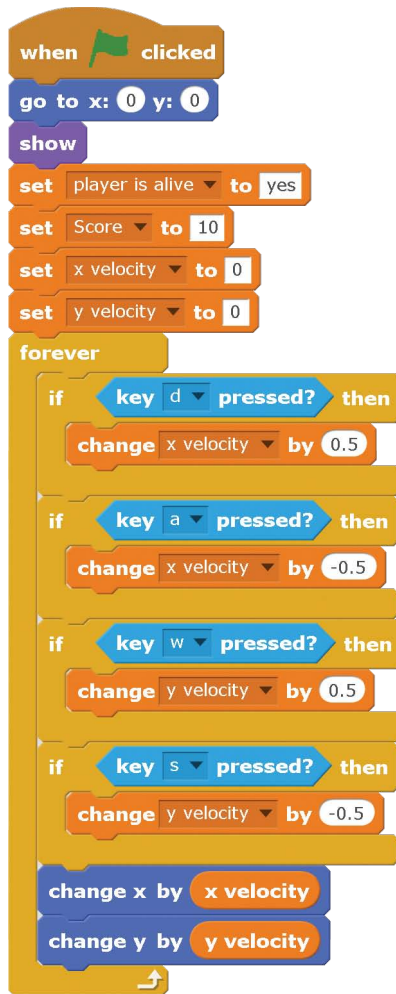 when clicked
go to x: 0 y: 0
show
set player is alive to yes
set Score to 10
set x velocity to 0
set y velocity to 0
forever
if key d pressed? then
change x velocity by 0.5
if key a pressed? then
change x velocity by -0.5
if key w pressed? then
change y velocity by 0.5
if key s pressed? then
change y velocity by -0.5
change x by x velocity
change y by y velocity